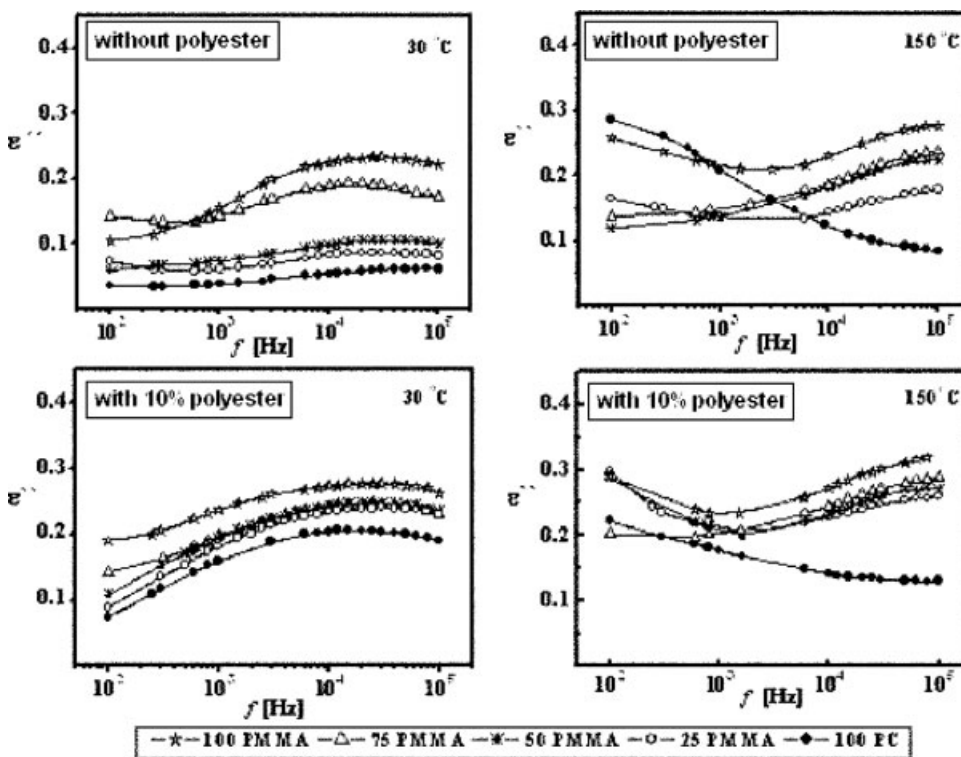 without polyester 30 °C
0.4
0.3
ε´´
0.2
0.1
10² 10³ 10⁴ 10⁵
f [Hz]
without polyester 150 °C
0.4
0.3
ε´´
0.2
0.1
10² 10³ 10⁴ 10⁵
f [Hz]
with 10% polyester 30 °C
0.4
0.3
ε´´
0.2
0.1
10² 10³ 10⁴ 10⁵
f [Hz]
with 10% polyester 150 °C
0.4
0.3
ε´´
0.2
0.1
10² 10³ 10⁴ 10⁵
f [Hz]
100 PMMA 75 PMMA 50 PMMA 25 PMMA 100 PC